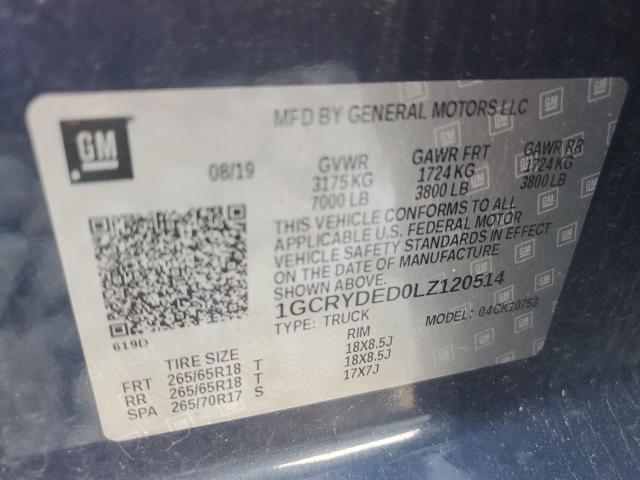 GM
MFD BY GENERAL MOTORS LLC
08/19
GVWR GAWR FRT GAWR RR
3175 KG 1724 KG 1724 KG
7000 LB 3800 LB 3800 LB
THIS VEHICLE CONFORMS TO ALL
APPLICABLE U.S. FEDERAL MOTOR
VEHICLE SAFETY STANDARDS IN EFFECT
ON THE DATE OF MANUFACTURE
SHOWN ABOVE.
1GCRYDED0LZ120514
TYPE: TRUCK MODEL: 04CK10753
619D
TIRE SIZE RIM
FRT 265/65R18 T 18X8.5J
RR 265/65R18 T 18X8.5J
SPA 265/70R17 S 17X7J